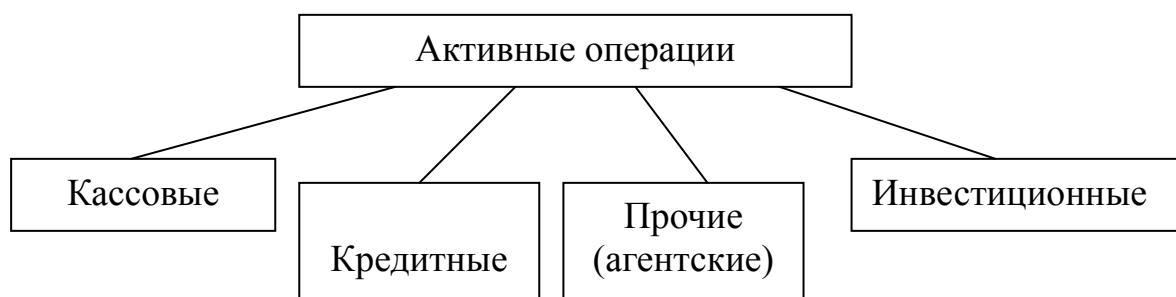 Активные операции
Кассовые
Кредитные
Прочие
(агентские)
Инвестиционные